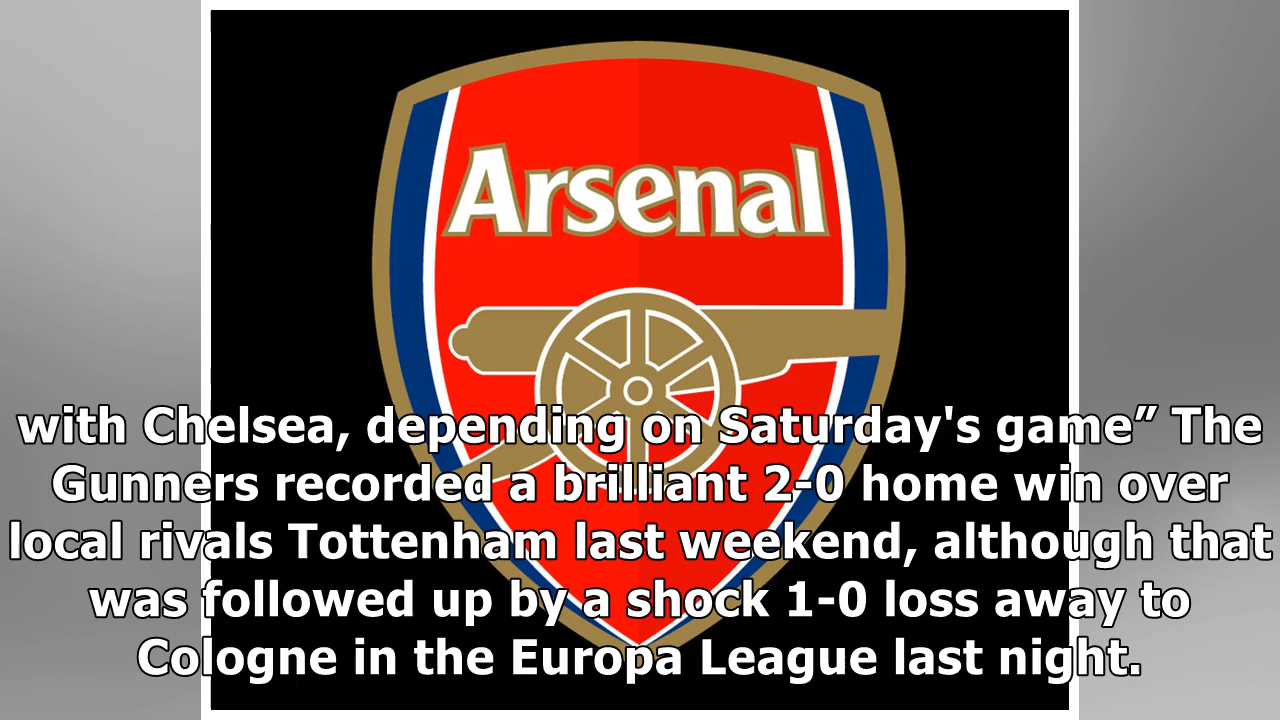 Arsenal
with Chelsea, depending on Saturday's game” The
Gunners recorded a brilliant 2-0 home win over
local rivals Tottenham last weekend, although that
was followed up by a shock 1-0 loss away to
Cologne in the Europa League last night.